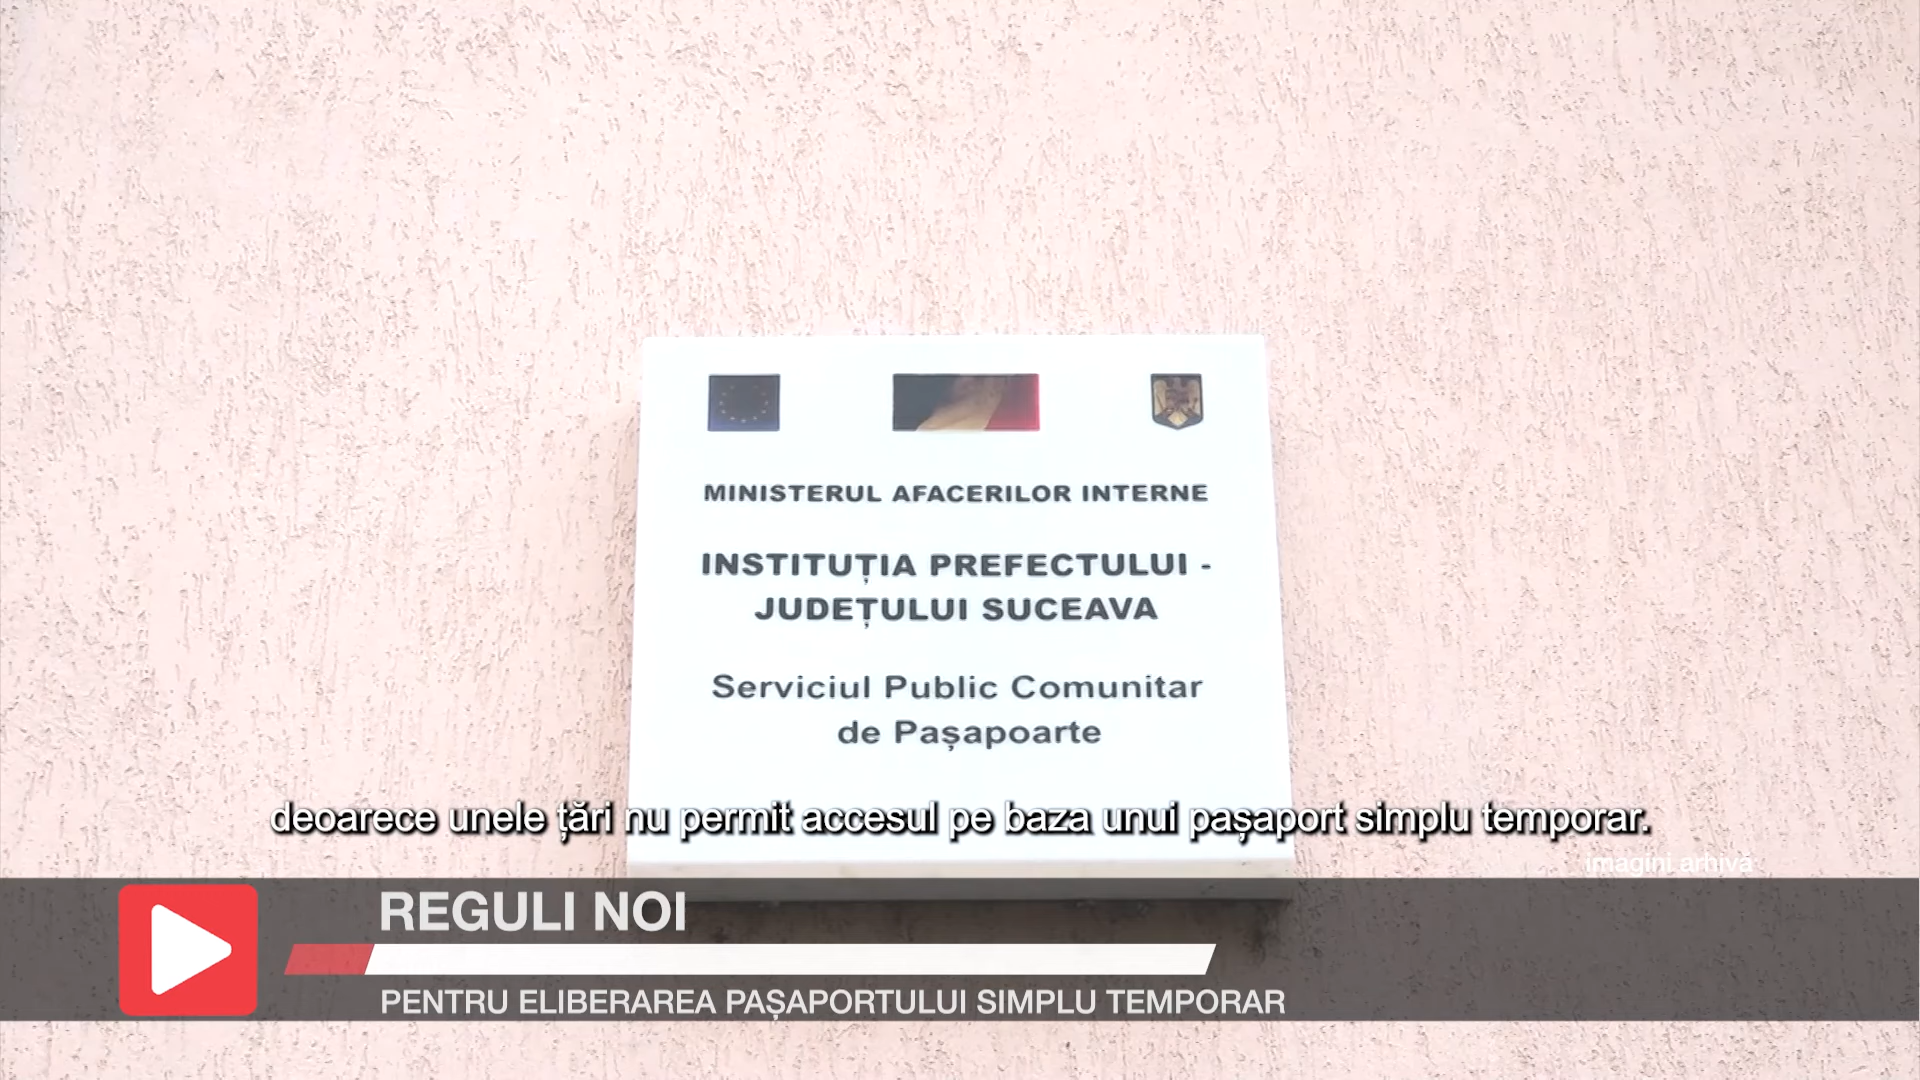 MINISTERUL AFACERILOR INTERNE
INSTITUȚIA PREFECTULUI -
JUDEȚULUI SUCEAVA
Serviciul Public Comunitar
de Pașapoarte
deoarece unele țări nu permit accesul pe baza unui pașaport simplu temporar.
imagini arhivă
REGULI NOI
PENTRU ELIBERAREA PAȘAPORTULUI SIMPLU TEMPORAR